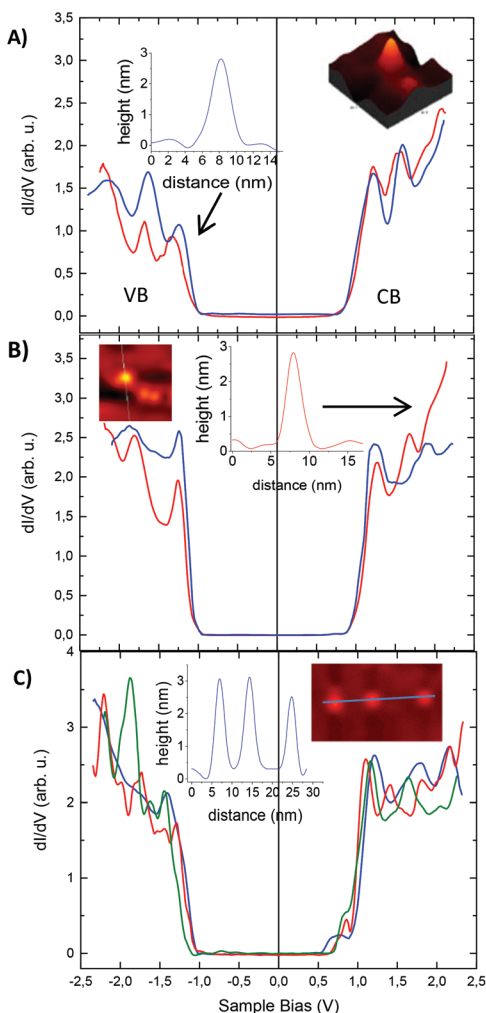 A)
3,5
3,0
2,5
2,0
1,5
1,0
0,5
0,0
dI/dV (arb. u.)
height (nm)
3
2
1
0
0 2 4 6 8 10 12 14
distance (nm)
VB
CB
B)
3,5
3,0
2,5
2,0
1,5
1,0
0,5
0,0
dI/dV (arb. u.)
height (nm)
3
2
1
0
0 5 10 15
distance (nm)
C)
4
3
2
1
0
dI/dV (arb. u.)
height (nm)
3
2
1
0
0 5 10 15 20 25 30
distance (nm)
-2,5 -2,0 -1,5 -1,0 -0,5 0,0 0,5 1,0 1,5 2,0 2,5
Sample Bias (V)